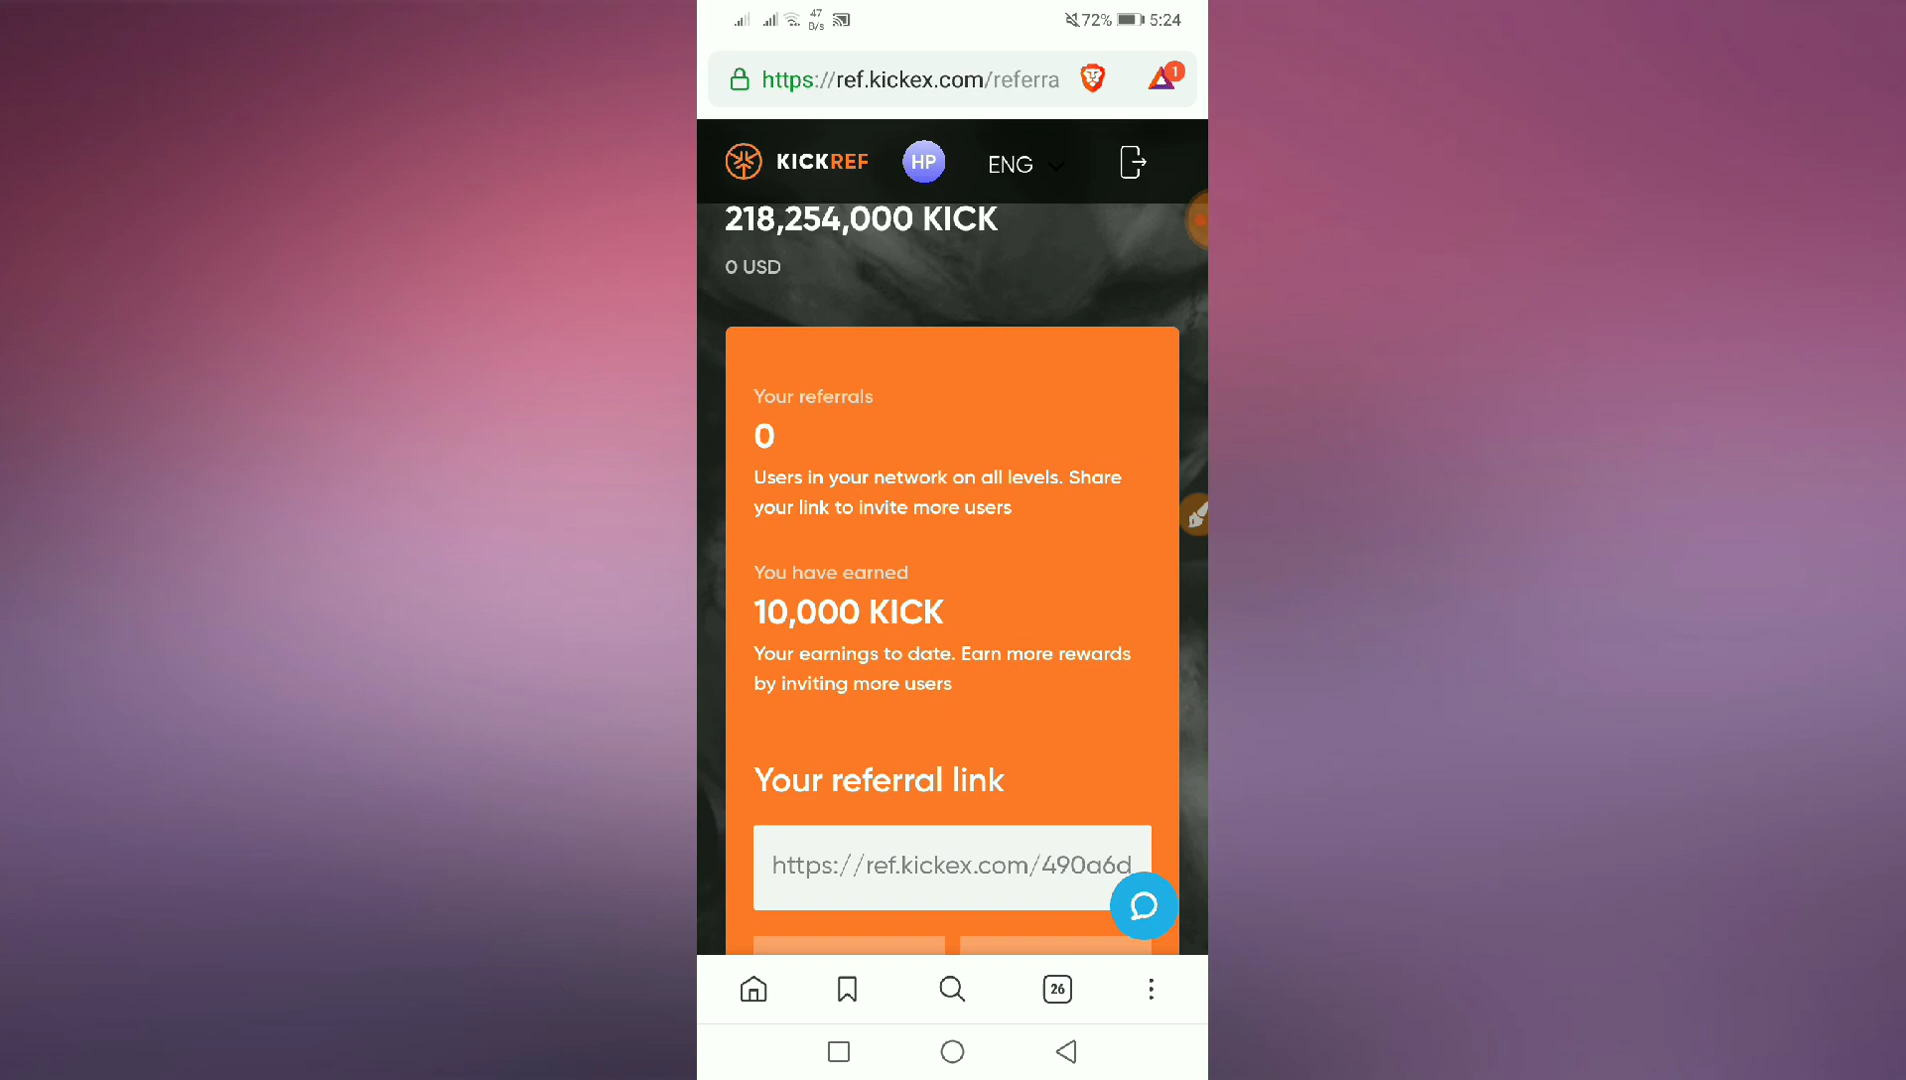 47
B/s
72%
5:24
https://ref.kickex.com/referra
1
KICKREF
HP
ENG
218,254,000 KICK
0 USD
Your referrals
0
Users in your network on all levels. Share
your link to invite more users
You have earned
10,000 KICK
Your earnings to date. Earn more rewards
by inviting more users
Your referral link
https://ref.kickex.com/490a6d
26